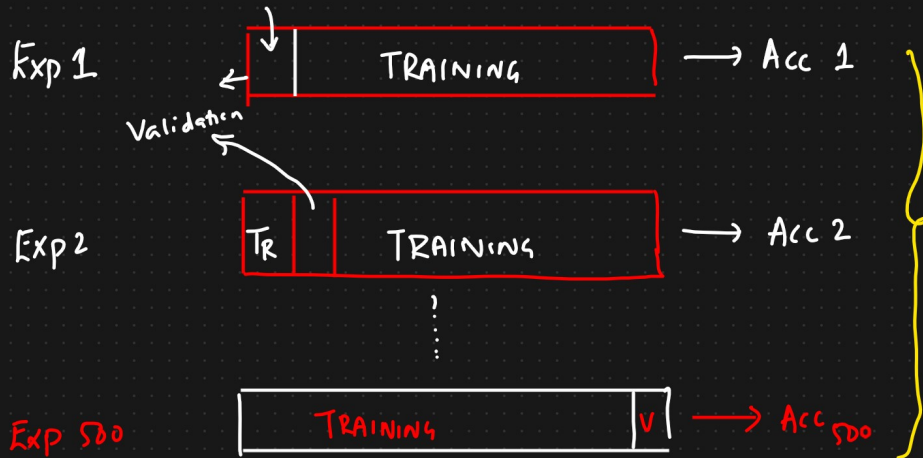 Exp 1 TRAINING → Acc 1
Validation
Exp 2 TR TRAINING → Acc 2
Exp 500 TRAINING V → Acc 500